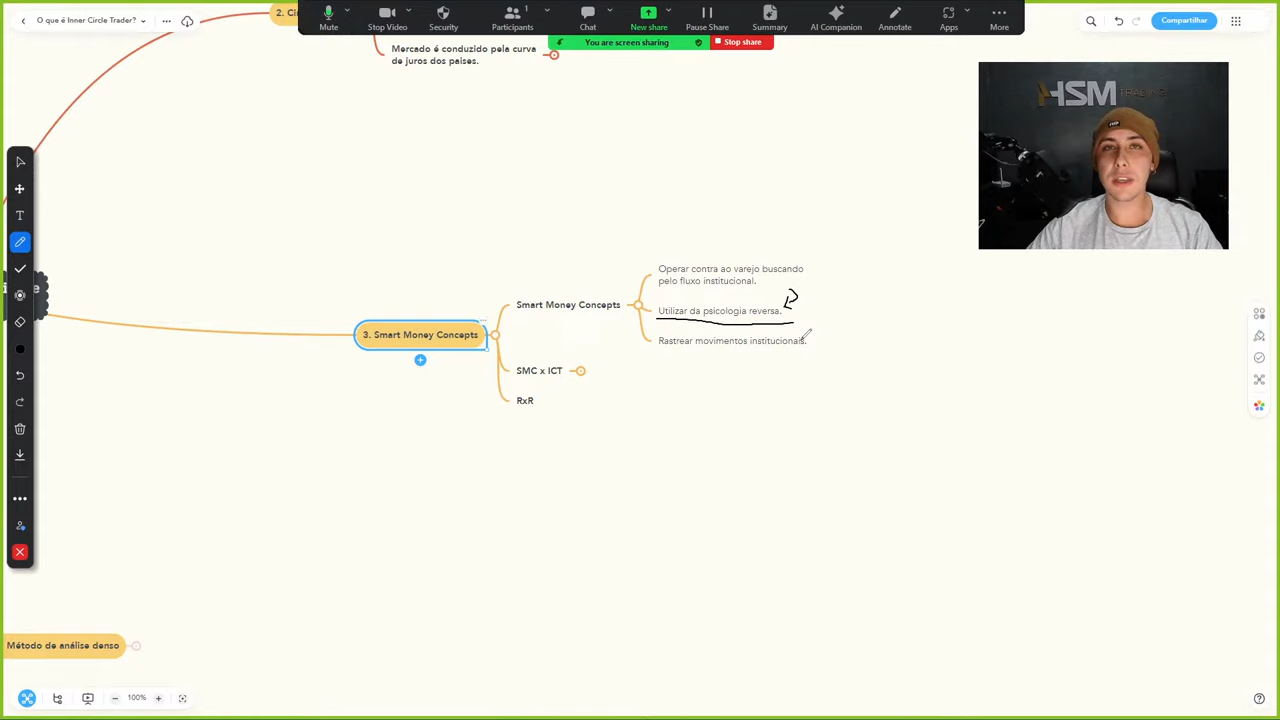 O que é Inner Circle Trader?
Mute
Stop Video
Security
Participants
1
Chat
New share
Pause Share
Summary
AI Companion
Annotate
Apps
More
You are screen sharing
Stop share
Compartilhar
2. Ci
Mercado é conduzido pela curva
de juros dos países.
HSM
Operar contra ao varejo buscando
pelo fluxo institucional.
Smart Money Concepts
Utilizar da psicologia reversa.
3. Smart Money Concepts
Rastrear movimentos institucionais.
SMC x ICT
RxR
Método de análise denso
100%